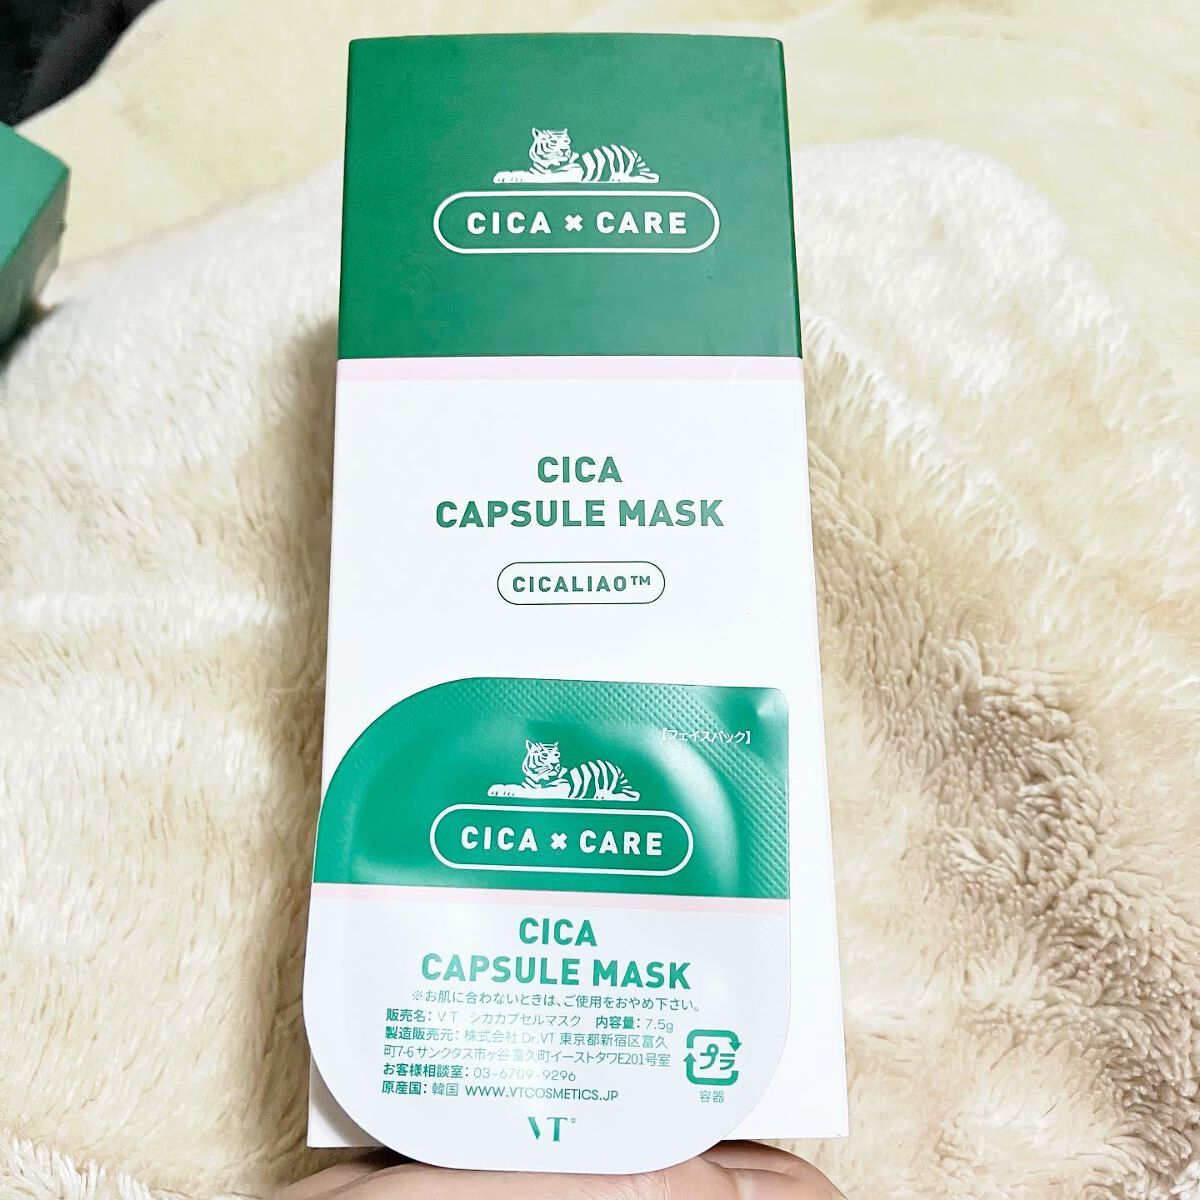 CICA × CARE
CICA
CAPSULE MASK
CICALIAO™
【フェイスパック】
CICA × CARE
CICA
CAPSULE MASK
※お肌に合わないときは、ご使用をおやめ下さい。
販売名：ＶＴ シカカプセルマスク 内容量：7.5g
製造販売元：株式会社 Dr.VT 東京都新宿区富久
町7-6 サンクタス市ヶ谷富久町イーストタワE201号室
お客様相談室：03-6709-9296
原産国：韓国 WWW.VTCOSMETICS.JP
プラ
容器
VT